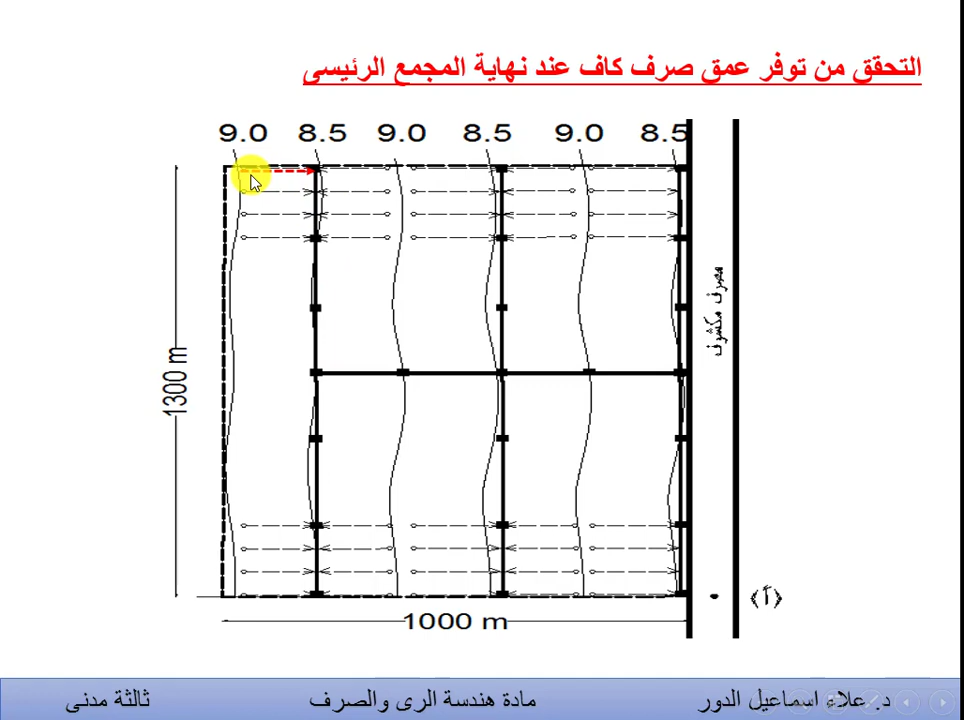 التحقق من توفر عمق صرف كاف عند نهاية المجمع الرئيسى
9.0 8.5 9.0 8.5 9.0 8.5
مصرف مكشوف
1300 m
(أ)
1000 m
د. علاء اسماعيل الدور
مادة هندسة الرى والصرف
ثالثة مدنى